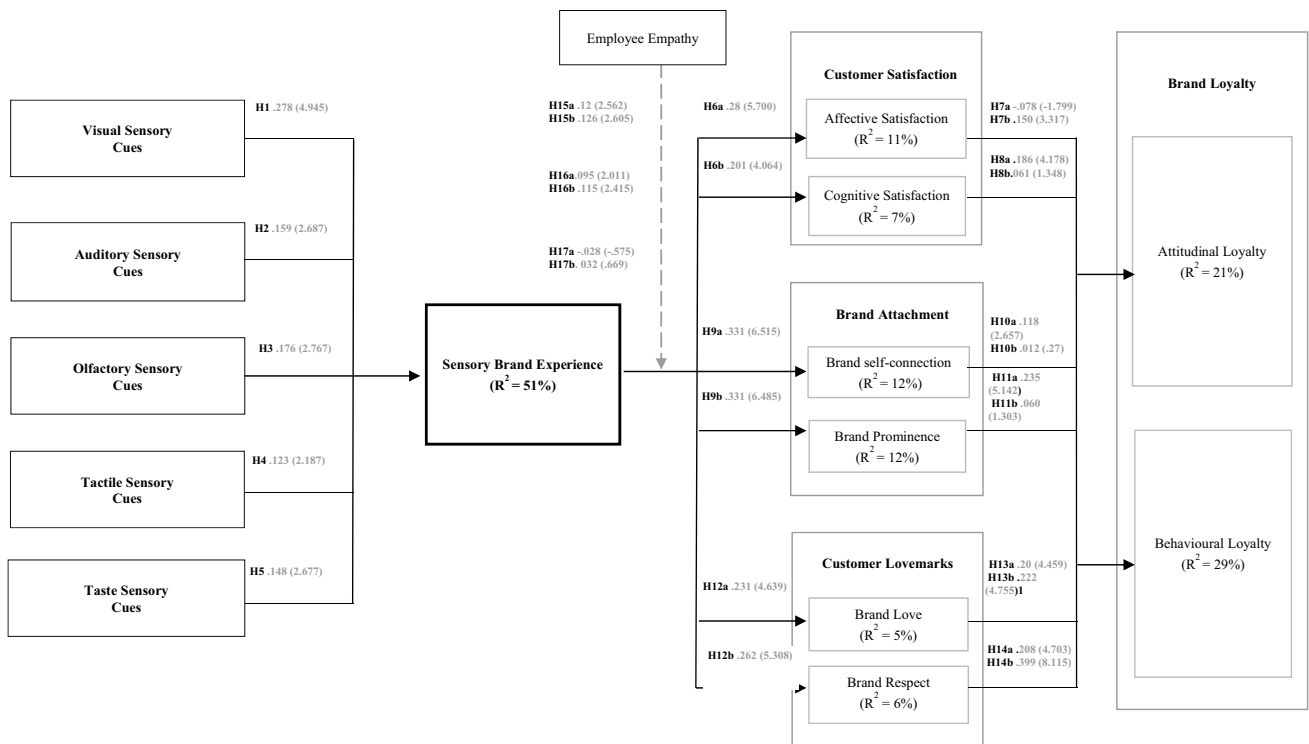 Employee Empathy
Visual Sensory
Cues
Auditory Sensory
Cues
Olfactory Sensory
Cues
Tactile Sensory
Cues
Taste Sensory
Cues
H1 .278 (4.945)
H2 .159 (2.687)
H3 .176 (2.767)
H4 .123 (2.187)
H5 .148 (2.677)
Sensory Brand Experience
(R2 = 51%)
H15a .12 (2.562)
H15b .126 (2.605)
H16a.095 (2.011)
H16b .115 (2.415)
H17a -.028 (-.575)
H17b. 032 (.669)
H6a .28 (5.700)
H6b .201 (4.064)
H9a .331 (6.515)
H9b .331 (6.485)
H12a .231 (4.639)
H12b .262 (5.308)
Customer Satisfaction
Affective Satisfaction
(R2 = 11%)
Cognitive Satisfaction
(R2 = 7%)
Brand Attachment
Brand self-connection
(R2 = 12%)
Brand Prominence
(R2 = 12%)
Customer Lovemarks
Brand Love
(R2 = 5%)
Brand Respect
(R2 = 6%)
H7a -.078 (-1.799)
H7b .150 (3.317)
H8a .186 (4.178)
H8b.061 (1.348)
H10a .118
(2.657)
H10b .012 (.27)
H11a .235
(5.142)
H11b .060
(1.303)
H13a .20 (4.459)
H13b .222
(4.755)1
H14a .208 (4.703)
H14b .399 (8.115)
Brand Loyalty
Attitudinal Loyalty
(R2 = 21%)
Behavioural Loyalty
(R2 = 29%)